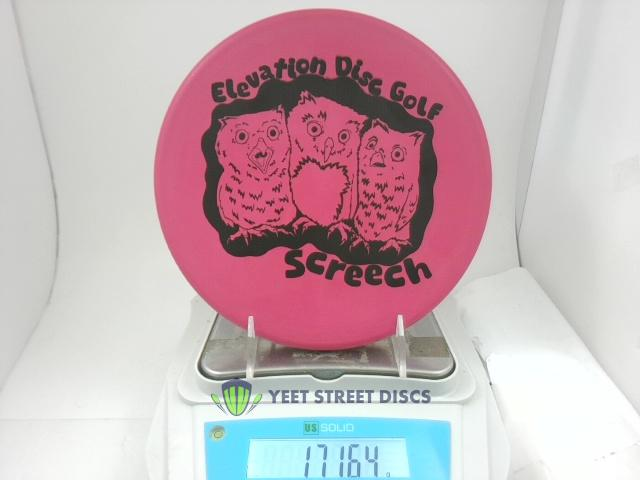 Elevation Disc Golf
Screech
YEET STREET DISCS
US SOLID
171.64 g